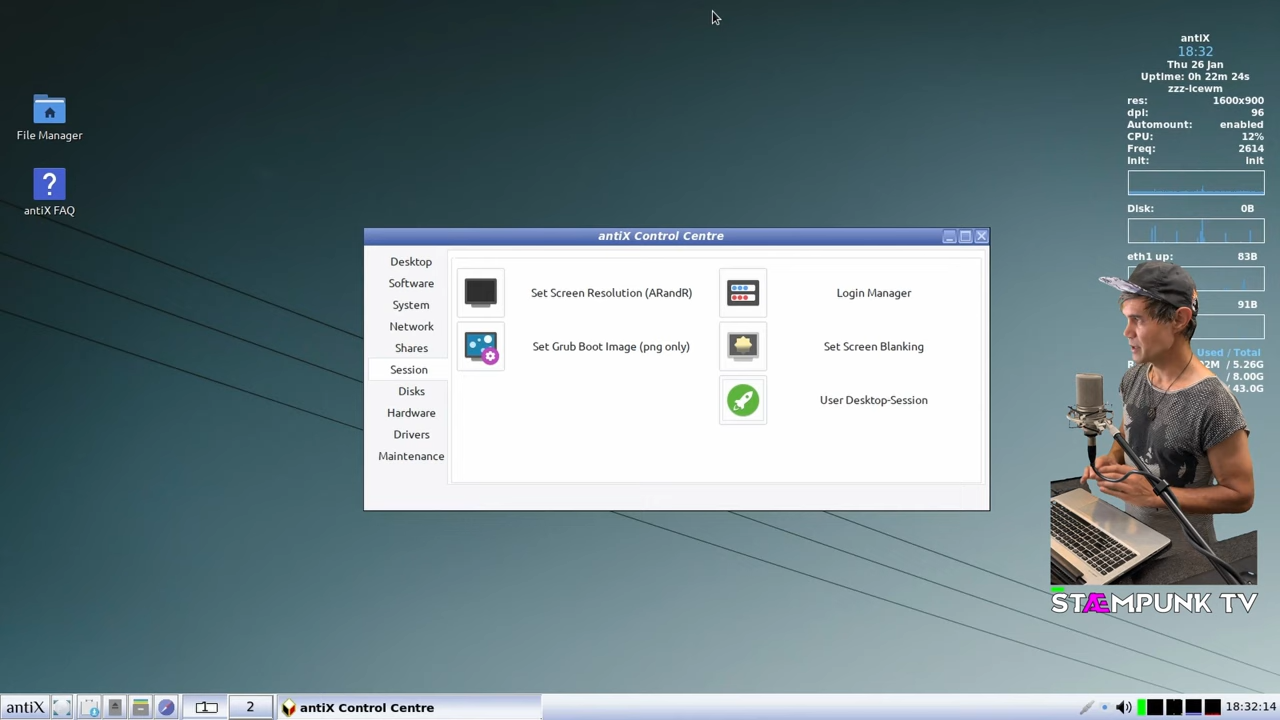 File Manager
?
antiX FAQ
antiX Control Centre
Desktop
Software
System
Network
Shares
Session
Disks
Hardware
Drivers
Maintenance
Set Screen Resolution (ARandR)
Login Manager
Set Grub Boot Image (png only)
Set Screen Blanking
User Desktop-Session
antiX
18:32
Thu 26 Jan
Uptime: 0h 22m 24s
zzz-icewm
res: 1600x900
dpi: 96
Automount: enabled
CPU: 12%
Freq: 2614
Init: init
Disk: 0B
eth1 up: 83B
91B
Used / Total
/ 5.26G
/ 8.00G
/ 43.0G
STÆMPUNK TV
antiX
1
2
antiX Control Centre
18:32:14